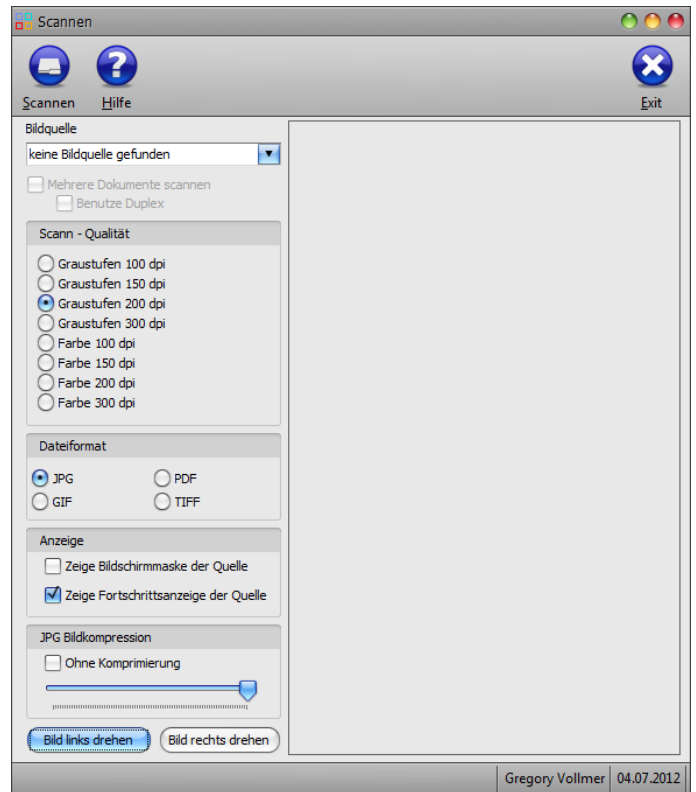 Scannen
Scannen Hilfe Exit
Bildquelle
keine Bildquelle gefunden
Mehrere Dokumente scannen
Benutze Duplex
Scann - Qualität
Graustufen 100 dpi
Graustufen 150 dpi
Graustufen 200 dpi
Graustufen 300 dpi
Farbe 100 dpi
Farbe 150 dpi
Farbe 200 dpi
Farbe 300 dpi
Dateiformat
JPG PDF
GIF TIFF
Anzeige
Zeige Bildschirmmaske der Quelle
Zeige Fortschrittsanzeige der Quelle
JPG Bildkompression
Ohne Komprimierung
Bild links drehen Bild rechts drehen
Gregory Vollmer 04.07.2012